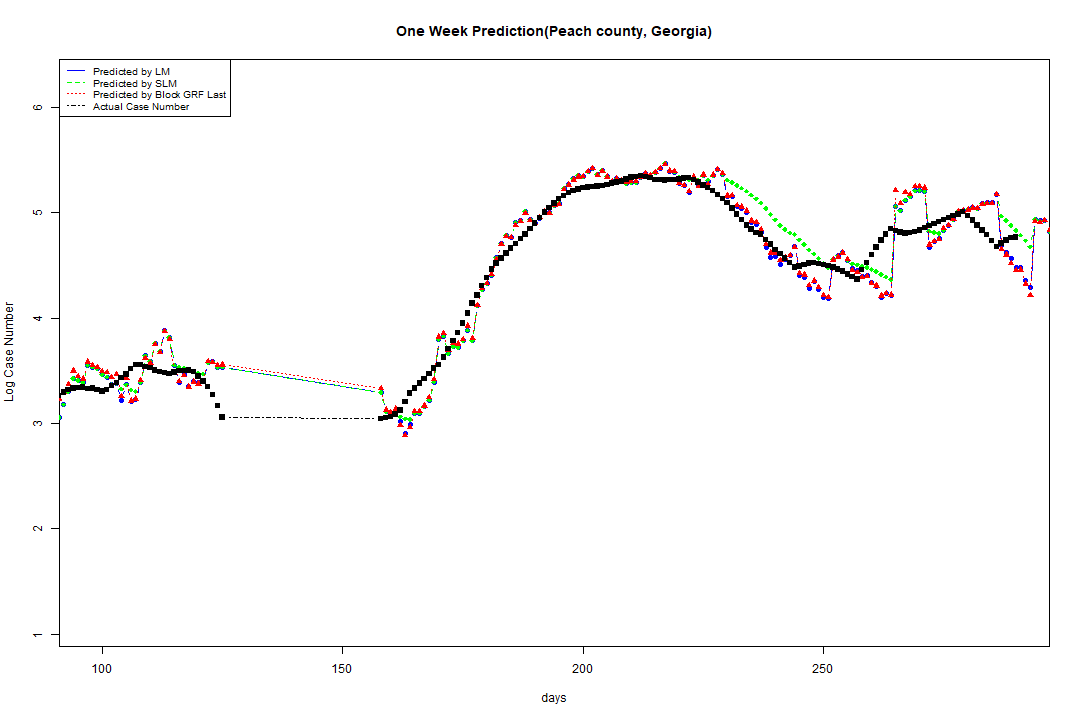 One Week Prediction(Peach county, Georgia)
Predicted by LM
Predicted by SLM
Predicted by Block GRF Last
Actual Case Number
Log Case Number
6
5
4
3
2
1
100 150 200 250
days